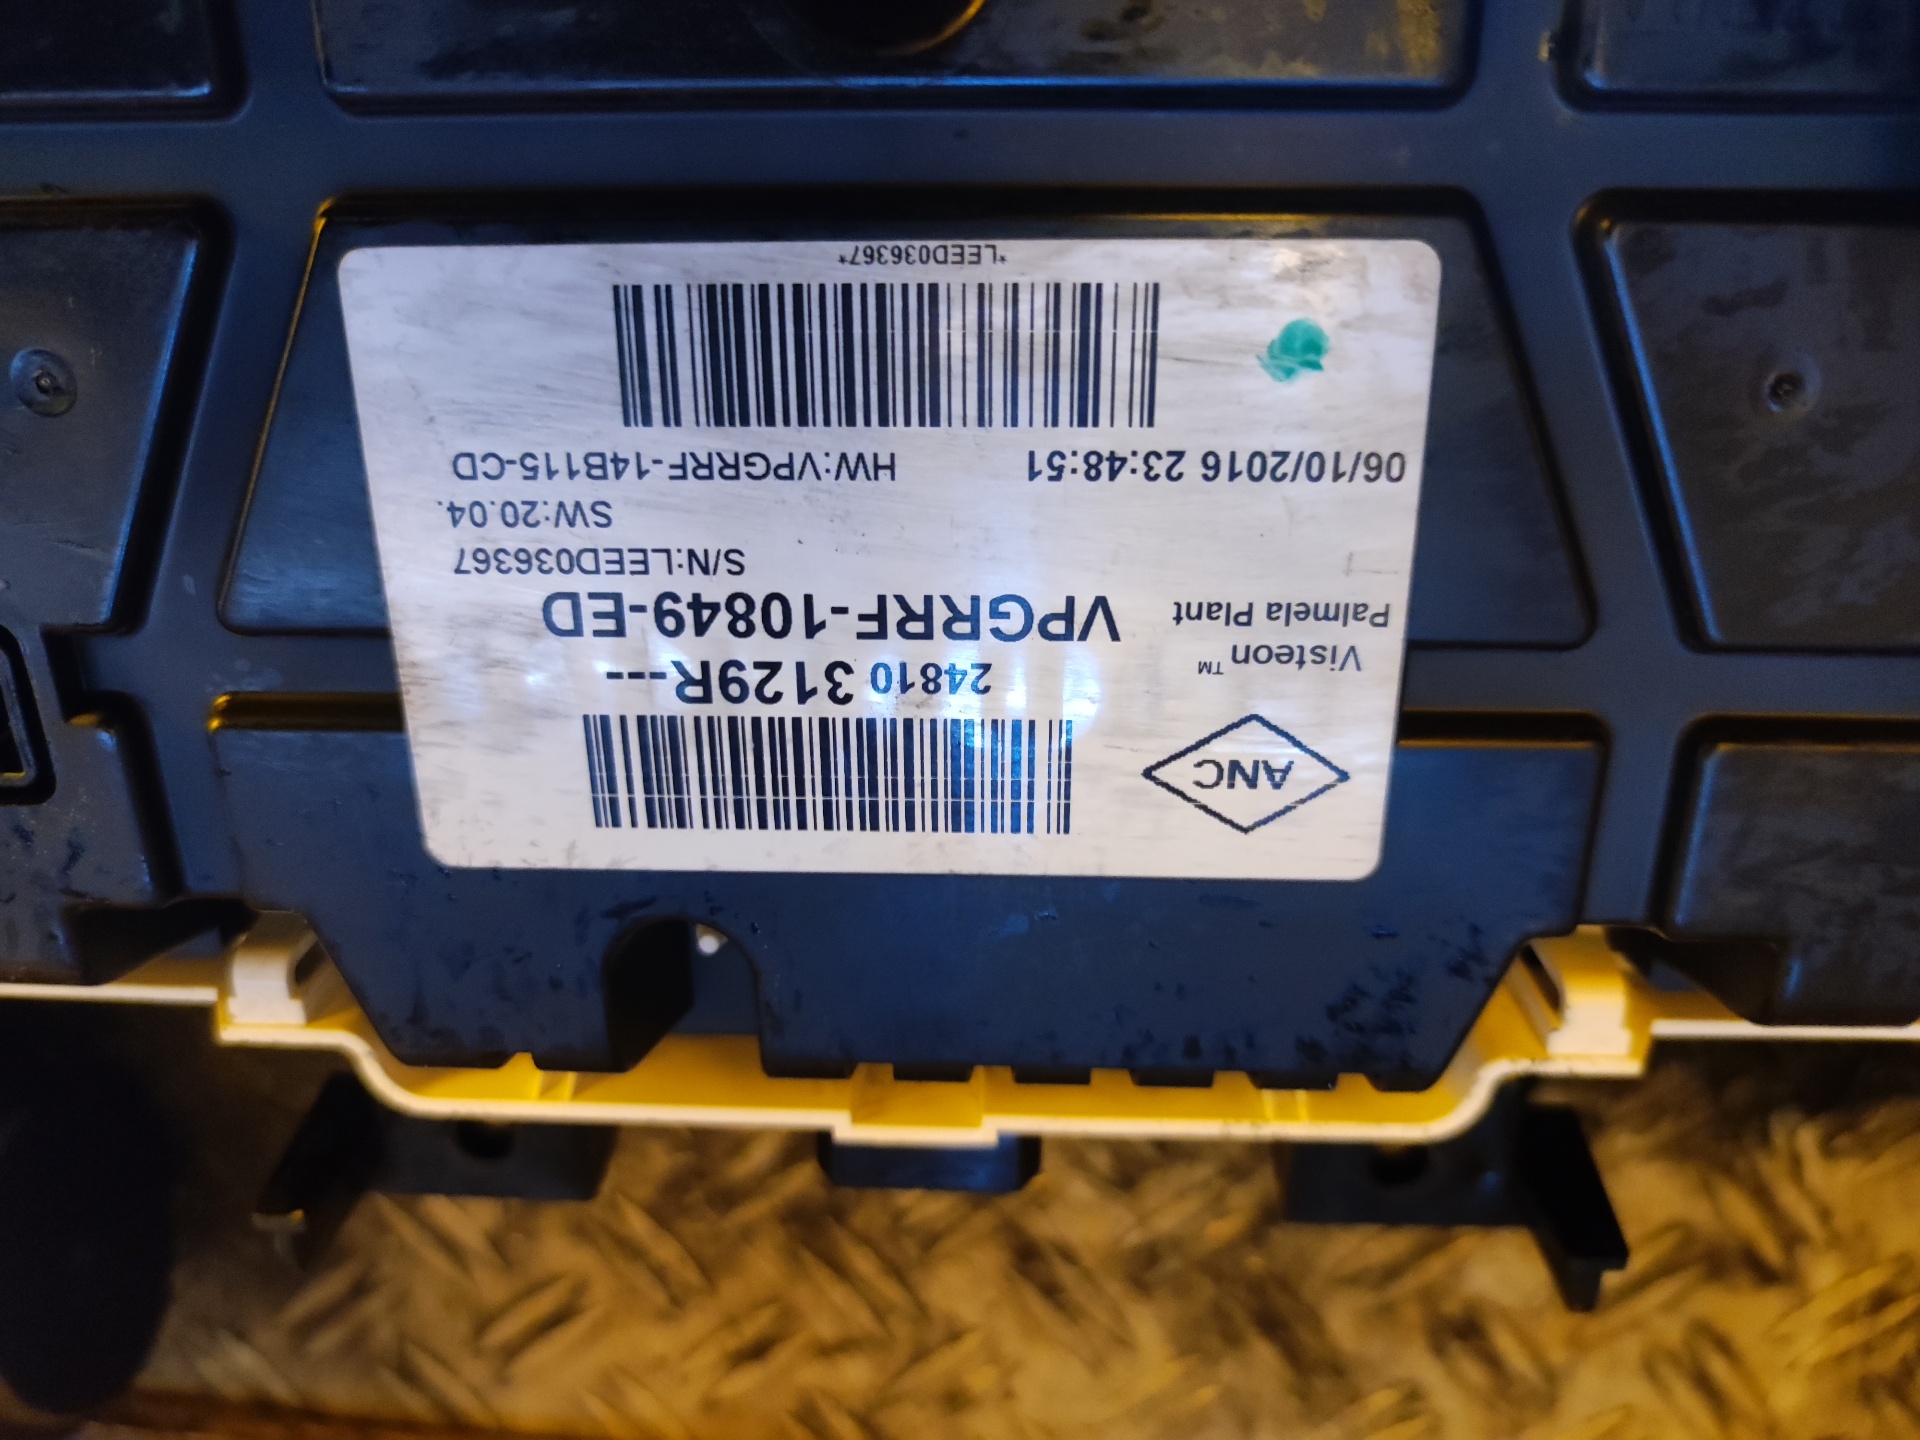 ANC
Visteon™
Palmela Plant
24810 3129R---
VPGRRF-10849-ED
S/N:LEED036367
SW:20.04.
06/10/2016 23:48:51
HW:VPGRRF-14B115-CD
*LEED036367*